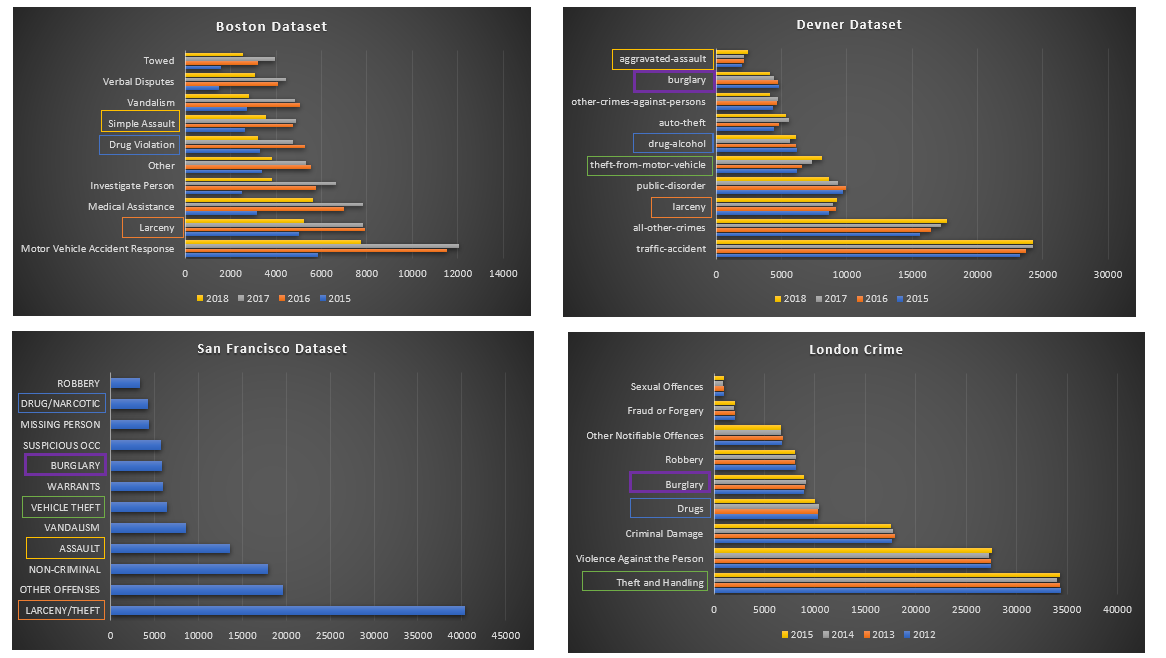 Boston Dataset
Towed
Verbal Disputes
Vandalism
Simple Assault
Drug Violation
Other
Investigate Person
Medical Assistance
Larceny
Motor Vehicle Accident Response
0 2000 4000 6000 8000 10000 12000 14000
2018 2017 2016 2015
Devner Dataset
aggravated-assault
burglary
other-crimes-against-persons
auto-theft
drug-alcohol
theft-from-motor-vehicle
public-disorder
larceny
all-other-crimes
traffic-accident
0 5000 10000 15000 20000 25000 30000
2018 2017 2016 2015
San Francisco Dataset
ROBBERY
DRUG/NARCOTIC
MISSING PERSON
SUSPICIOUS OCC
BURGLARY
WARRANTS
VEHICLE THEFT
VANDALISM
ASSAULT
NON-CRIMINAL
OTHER OFFENSES
LARCENY/THEFT
0 5000 10000 15000 20000 25000 30000 35000 40000 45000
London Crime
Sexual Offences
Fraud or Forgery
Other Notifiable Offences
Robbery
Burglary
Drugs
Criminal Damage
Violence Against the Person
Theft and Handling
0 5000 10000 15000 20000 25000 30000 35000 40000
2015 2014 2013 2012